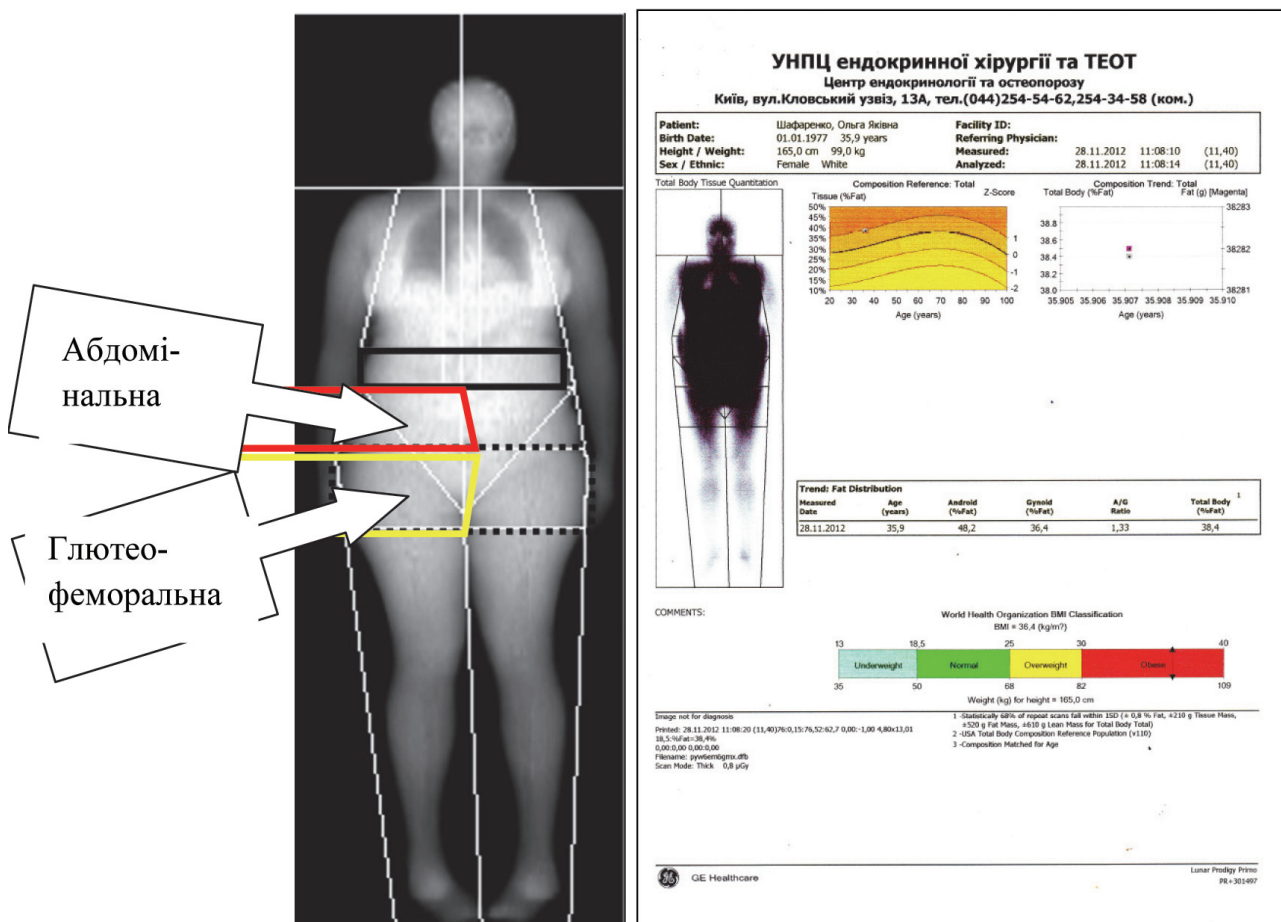 Абдомі-
нальна
Глютео-
феморальна
УНПЦ ендокринної хірургії та ТЕОТ
Центр ендокринології та остеопорозу
Київ, вул.Кловський узвіз, 13А, тел.(044)254-54-62,254-34-58 (ком.)
Patient: Шафаренко, Ольга Яківна Facility ID:
Birth Date: 01.01.1977 35,9 years Referring Physician:
Height / Weight: 165,0 cm 99,0 kg Measured: 28.11.2012 11:08:10 (11,40)
Sex / Ethnic: Female White Analyzed: 28.11.2012 11:08:14 (11,40)
Total Body Tissue Quantitation
Composition Reference: Total
Tissue (%Fat) Z-Score
50%
45%
40%
35%
30%
25%
20%
15%
10%
1
0
-1
-2
20 30 40 50 60 70 80 90 100
Age (years)
Composition Trend: Total
Total Body (%Fat) Fat (g) [Magenta]
38.8
38.6
38.4
38.2
38.0
38283
38282
38281
35.905 35.906 35.907 35.908 35.909 35.910
Age (years)
Trend: Fat Distribution
Measured Age Android Gynoid A/G Total Body 1
Date (years) (%Fat) (%Fat) Ratio (%Fat)
28.11.2012 35,9 48,2 36,4 1,33 38,4
COMMENTS:
World Health Organization BMI Classification
BMI = 36,4 (kg/m?)
13 18,5 25 30 40
Underweight Normal Overweight Obese
35 50 68 82 109
Weight (kg) for height = 165,0 cm
Image not for diagnosis
Printed: 28.11.2012 11:08:20 (11,40)76:0,15:76,52:62,7 0,00:-1,00 4,80x13,01
18,5:%Fat=38,4%
0,00:0,00 0,00:0,00
Filename: pyw6em6gmx.dfb
Scan Mode: Thick 0,8 µGy
1 -Statistically 68% of repeat scans fall within 1SD (± 0,8 % Fat, ±210 g Tissue Mass,
±520 g Fat Mass, ±610 g Lean Mass for Total Body Total)
2 -USA Total Body Composition Reference Population (v110)
3 -Composition Matched for Age
GE Healthcare
Lunar Prodigy Primo
PR+301497